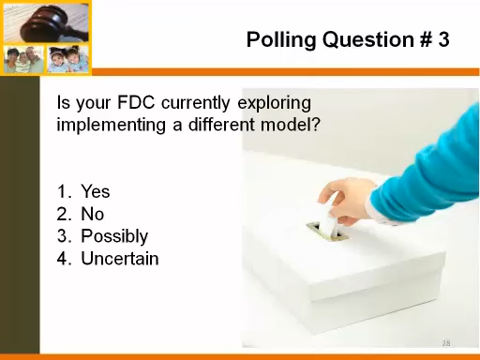 Polling Question # 3
Is your FDC currently exploring
implementing a different model?
1. Yes
2. No
3. Possibly
4. Uncertain
28